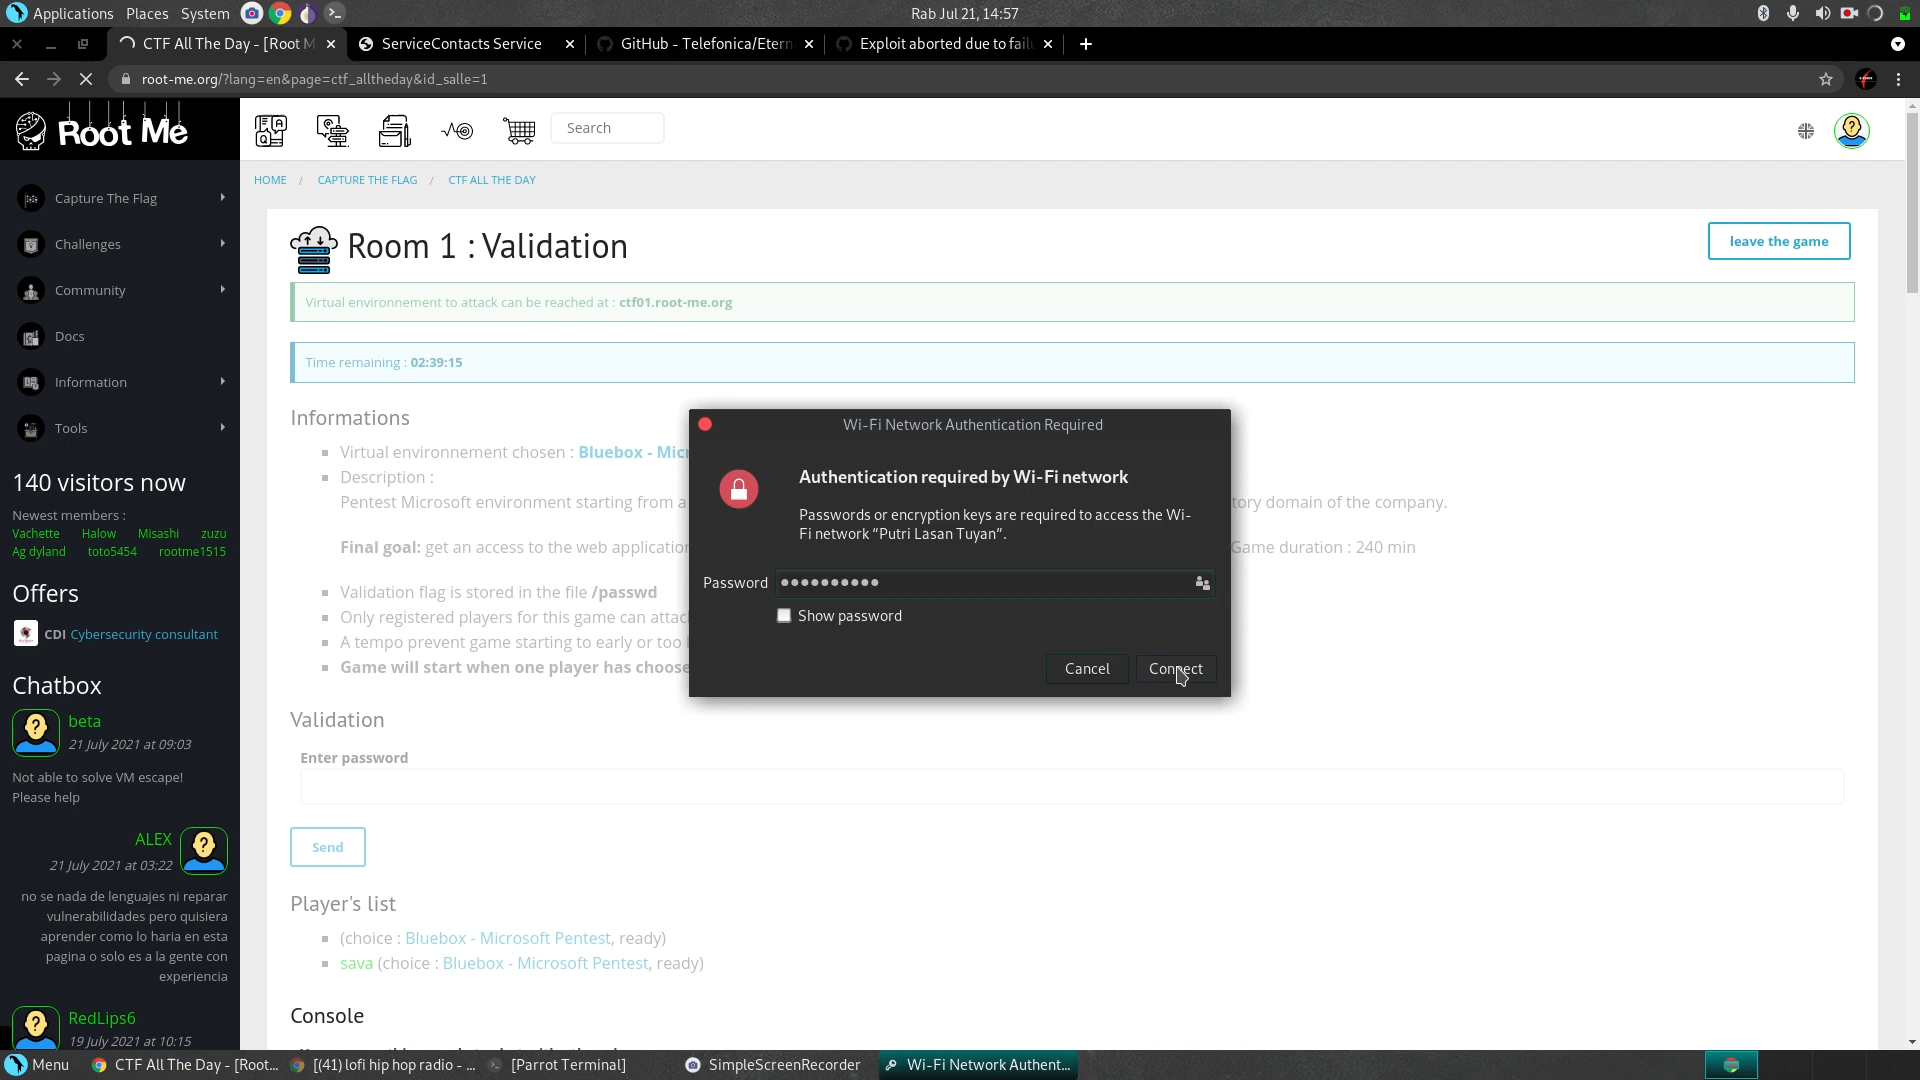 Applications Places System Rab Jul 21, 14:57
CTF All The Day - [Root M ServiceContacts Service GitHub - Telefonica/Etern Exploit aborted due to fail
root-me.org/?lang=en&page=ctf_alltheday&id_salle=1
Root Me
Search
HOME / CAPTURE THE FLAG / CTF ALL THE DAY
Capture The Flag
Challenges
Community
Docs
Information
Tools
140 visitors now
Newest members :
Vachette Halow Misashi zuzu
Ag dyland toto5454 rootme1515
Offers
CDI Cybersecurity consultant
Chatbox
beta
21 July 2021 at 09:03
Not able to solve VM escape!
Please help
ALEX
21 July 2021 at 03:22
no se nada de lenguajes ni reparar
vulnerabilidades pero quisiera
aprender como lo haria en esta
pagina o solo es a la gente con
experiencia
RedLips6
19 July 2021 at 10:15
Room 1 : Validation
leave the game
Virtual environnement to attack can be reached at : ctf01.root-me.org
Time remaining : 02:39:15
Informations
Virtual environnement chosen : Bluebox - Micr
Description :
Pentest Microsoft environment starting from a tory domain of the company.
Final goal: get an access to the web application Game duration : 240 min
Validation flag is stored in the file /passwd
Only registered players for this game can attac
A tempo prevent game starting to early or too
Game will start when one player has choose
Wi-Fi Network Authentication Required
Authentication required by Wi-Fi network
Passwords or encryption keys are required to access the Wi-
Fi network “Putri Lasan Tuyan”.
Password ●●●●●●●●●●
Show password
Cancel Connect
Validation
Enter password
Send
Player's list
(choice : Bluebox - Microsoft Pentest, ready)
sava (choice : Bluebox - Microsoft Pentest, ready)
Console
Menu CTF All The Day - [Root... [(41) lofi hip hop radio - ... [Parrot Terminal] SimpleScreenRecorder Wi-Fi Network Authent...